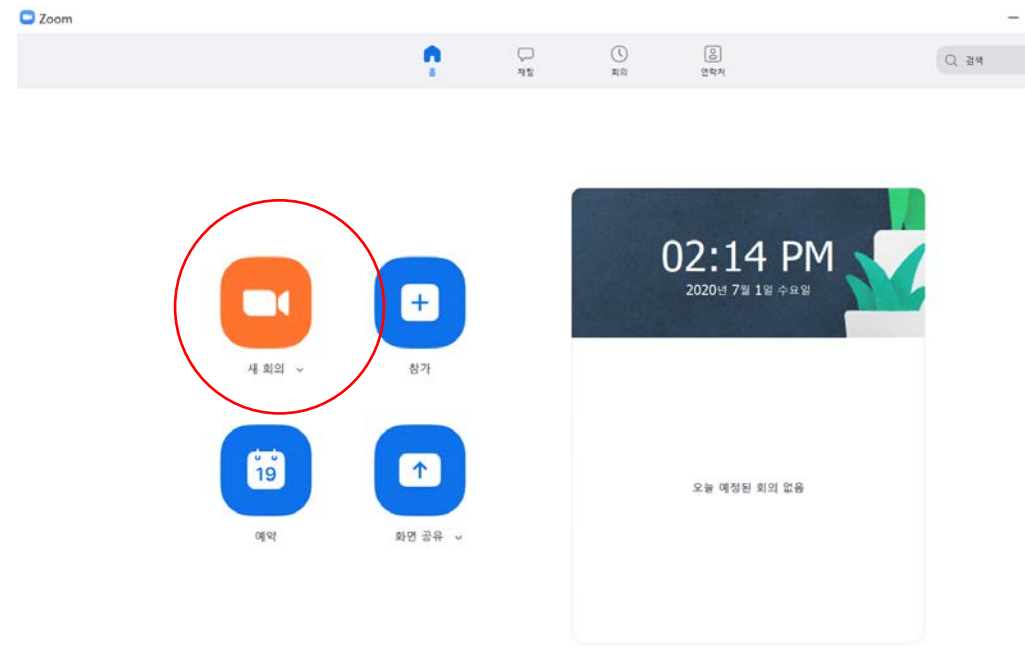 Zoom
홈
채팅
회의
연락처
검색
02:14 PM
2020년 7월 1일 수요일
새 회의
참가
19
예약
화면 공유
오늘 예정된 회의 없음